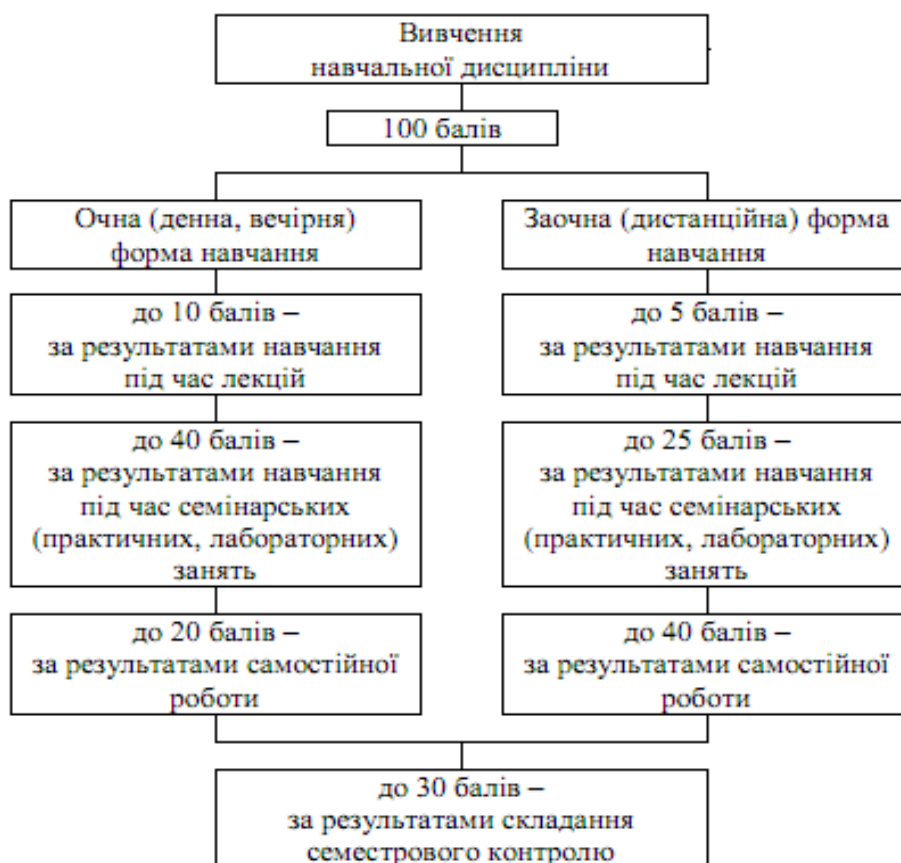 Вивчення
навчальної дисципліни
100 балів
Очна (денна, вечірня)
форма навчання
до 10 балів –
за результатами навчання
під час лекцій
до 40 балів –
за результатами навчання
під час семінарських
(практичних, лабораторних)
занять
до 20 балів –
за результатами самостійної
роботи
Заочна (дистанційна) форма
навчання
до 5 балів –
за результатами навчання
під час лекцій
до 25 балів –
за результатами навчання
під час семінарських
(практичних, лабораторних)
занять
до 40 балів –
за результатами самостійної
роботи
до 30 балів –
за результатами складання
семестрового контролю